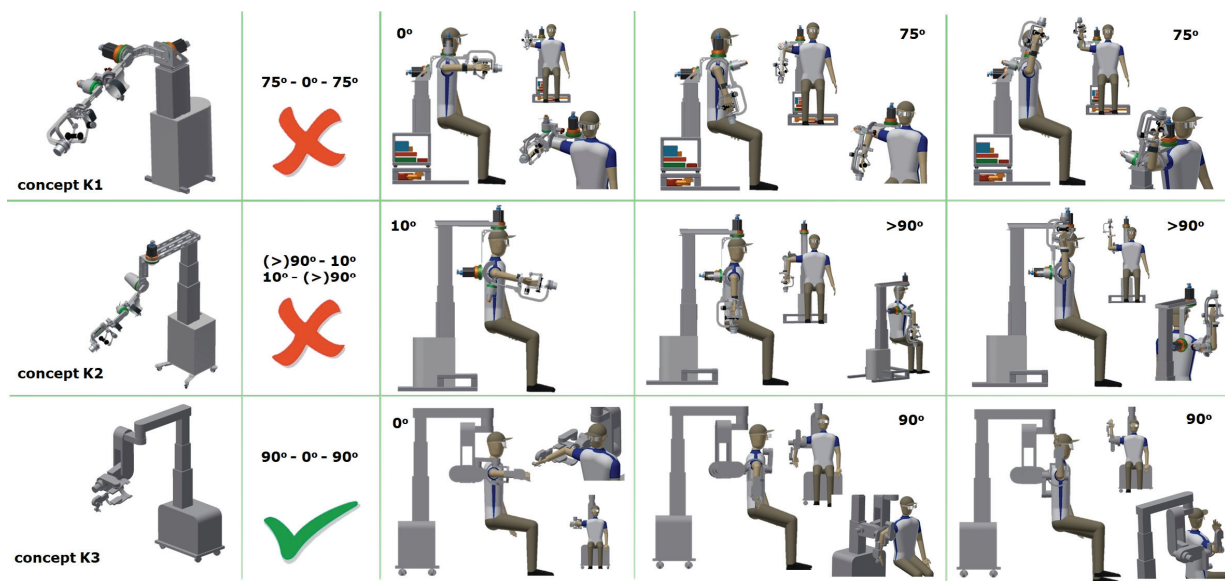 concept K1
75º - 0º - 75º
0º
75º
75º
concept K2
(>)90º - 10º
10º - (>)90º
10º
>90º
>90º
concept K3
90º - 0º - 90º
0º
90º
90º